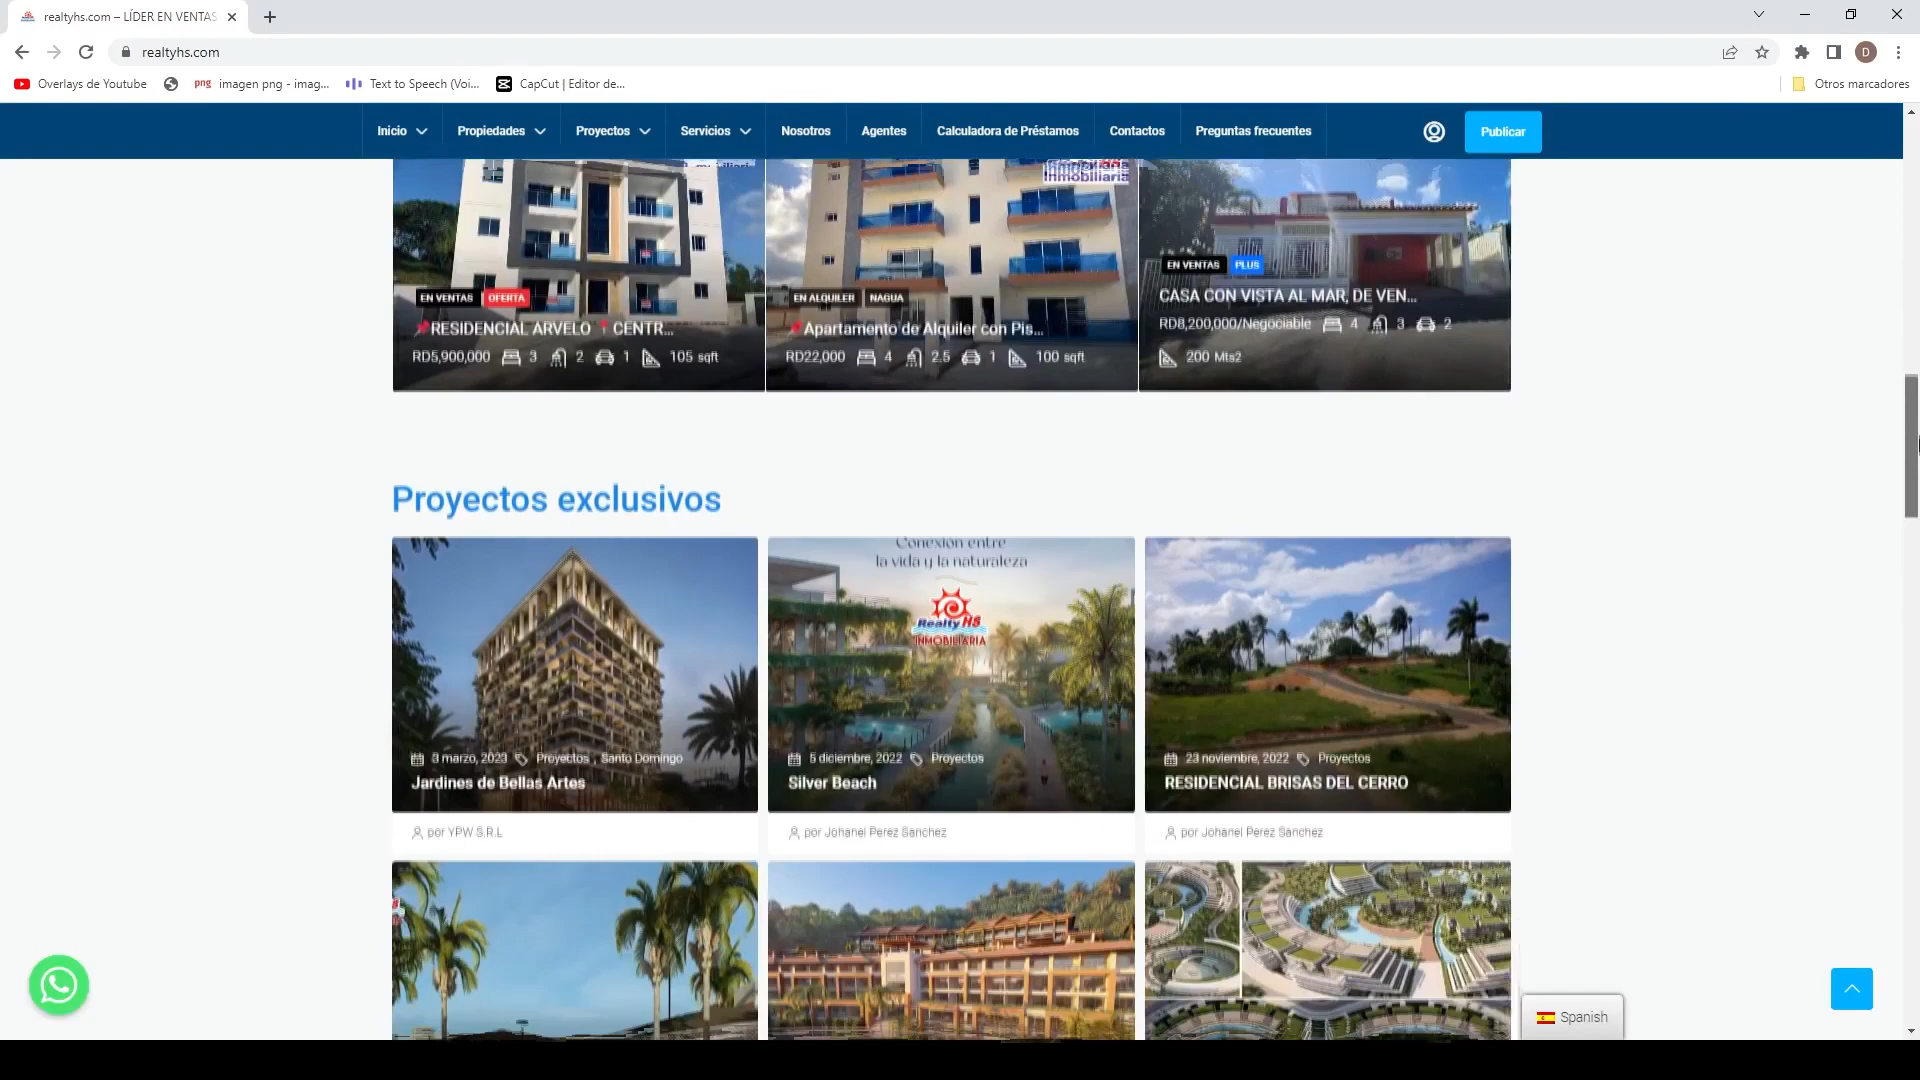 realtyhs.com – LÍDER EN VENTAS
realtyhs.com
D
Overlays de Youtube
png imagen png - imag...
Text to Speech (Voi...
CapCut | Editor de...
Otros marcadores
Inicio
Propiedades
Proyectos
Servicios
Nosotros
Agentes
Calculadora de Préstamos
Contactos
Preguntas frecuentes
Publicar
EN VENTAS OFERTA
RESIDENCIAL ARVELO CENTR...
RD5,900,000 3 2 1 105 sqft
Inmobiliaria
EN ALQUILER NAGUA
Apartamento de Alquiler con Pis...
RD22,000 4 2.5 1 100 sqft
EN VENTAS PLUS
CASA CON VISTA AL MAR, DE VEN...
RD8,200,000/Negociable 4 3 2
200 Mts2
Proyectos exclusivos
3 marzo, 2023 Proyectos , Santo Domingo
Jardines de Bellas Artes
por YPW S.R.L
Conexión entre
la vida y la naturaleza
Realty HS
INMOBILIARIA
5 diciembre, 2022 Proyectos
Silver Beach
por Johanel Perez Sanchez
23 noviembre, 2022 Proyectos
RESIDENCIAL BRISAS DEL CERRO
por Johanel Perez Sanchez
Spanish